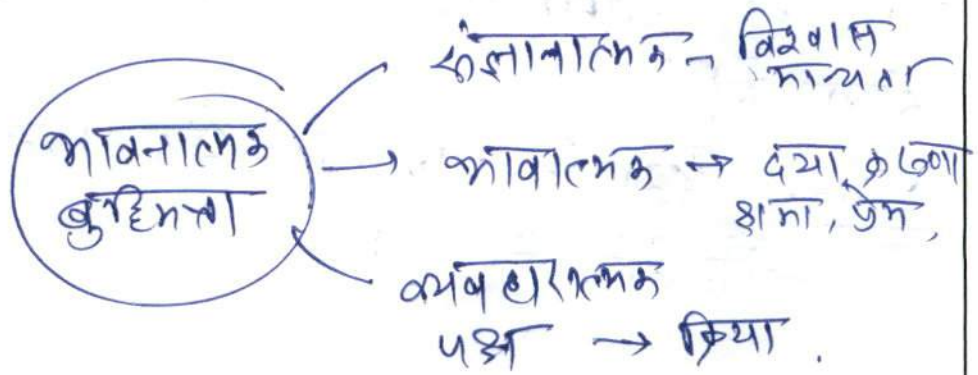 संज्ञानात्मक → विश्वास
मान्यता
भावनात्मक
बुद्धिमत्ता
→ भावात्मक → दया, करुणा
क्षमा, प्रेम,
व्यवहारात्मक
पक्ष → क्रिया.